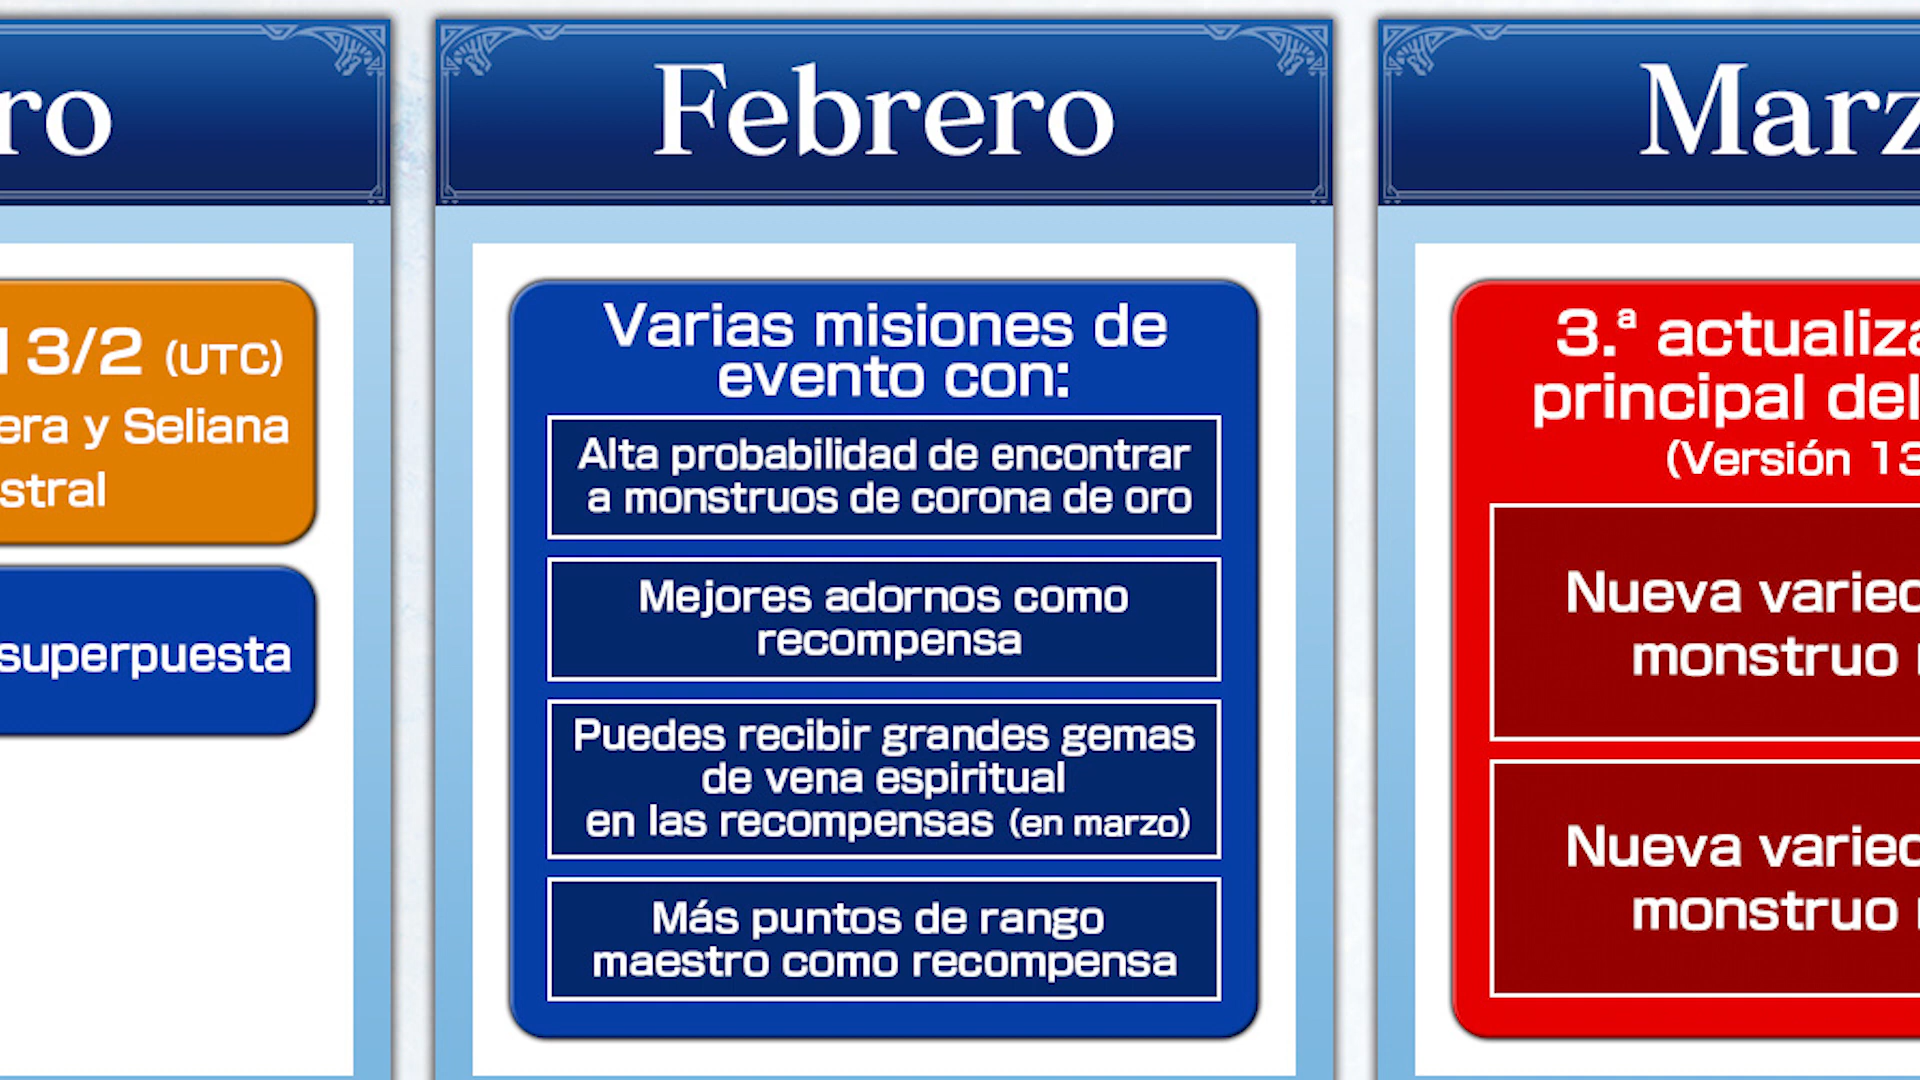 ro
3/2 (UTC)
era y Seliana
stral
superpuesta
Febrero
Varias misiones de
evento con:
Alta probabilidad de encontrar
a monstruos de corona de oro
Mejores adornos como
recompensa
Puedes recibir grandes gemas
de vena espiritual
en las recompensas (en marzo)
Más puntos de rango
maestro como recompensa
Marz
3.ª actualiza
principal del
(Versión 13
Nueva varied
monstruo
Nueva varied
monstruo